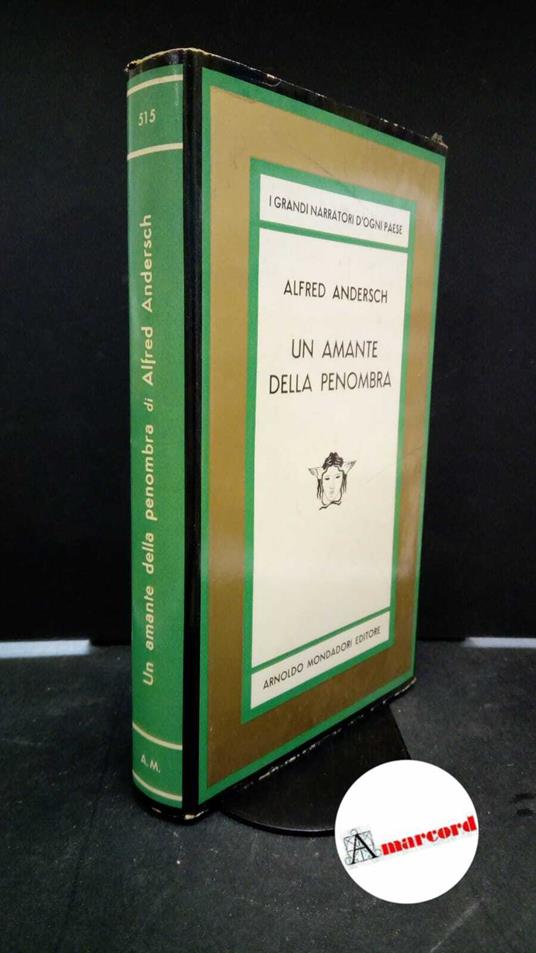 515
Un amante della penombra di Alfred Andersch
A. M.
I GRANDI NARRATORI D'OGNI PAESE
ALFRED ANDERSCH
UN AMANTE
DELLA PENOMBRA
ARNOLDO MONDADORI EDITORE
Amarcord